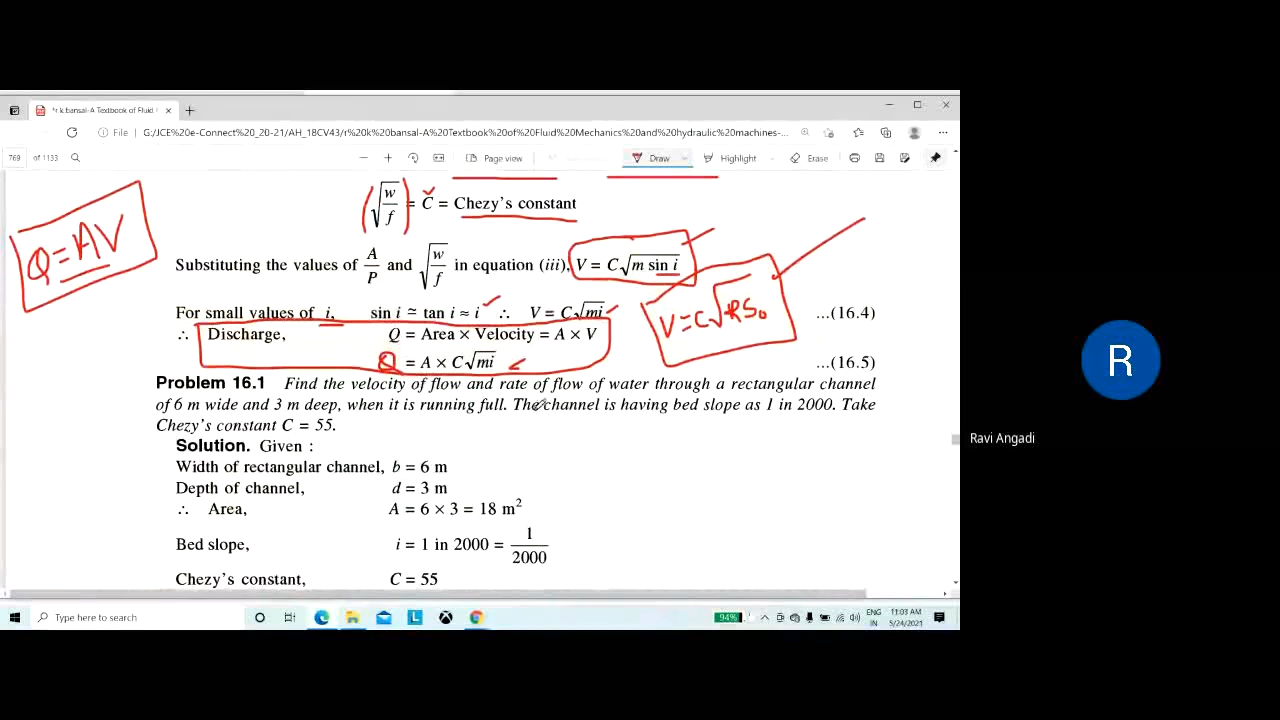 *r k.bansal-A Textbook of Fluid
File G:/JCE%20e-Connect%20_20-21/AH_18CV43/r%20k%20bansal-A%20Textbook%20of%20Fluid%20Mechanics%20and%20hydraulic%20machines-...
769 of 1133 Page view Draw Highlight Erase
√w/f = C = Chezy's constant
Q=AV
Substituting the values of A/P and √w/f in equation (iii), V = C√m sin i
For small values of i, sin i ≃ tan i ≈ i ∴ V = C√mi ...(16.4)
V=C√RS₀
∴ Discharge, Q = Area × Velocity = A × V
Q = A × C√mi ...(16.5)
Problem 16.1 Find the velocity of flow and rate of flow of water through a rectangular channel
of 6 m wide and 3 m deep, when it is running full. The channel is having bed slope as 1 in 2000. Take
Chezy's constant C = 55.
Solution. Given :
Width of rectangular channel, b = 6 m
Depth of channel, d = 3 m
∴ Area, A = 6 × 3 = 18 m²
Bed slope, i = 1 in 2000 = 1/2000
Chezy's constant, C = 55
R
Ravi Angadi
Type here to search
94%
ENG
IN
11:03 AM
5/24/2021